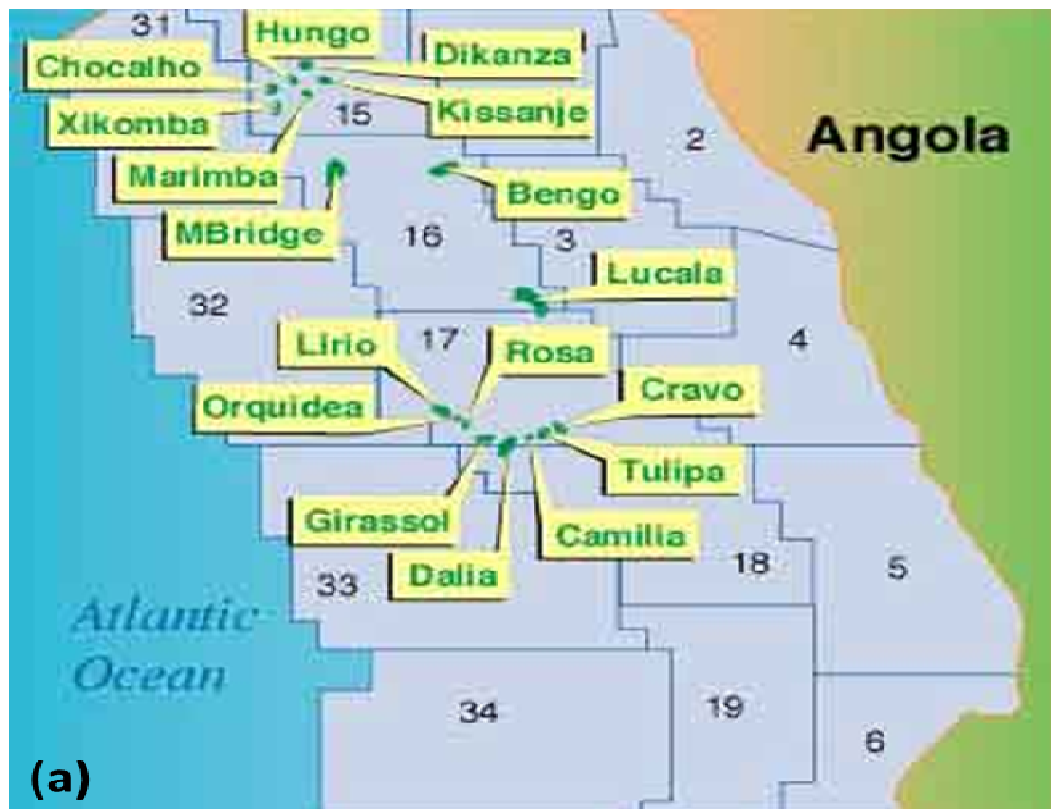 31
Hungo
Dikanza
Chocalho
Kissanje
15
Xikomba
2
Angola
Marimba
Bengo
MBridge
16
3
Lucala
32
Lirio
17
Rosa
4
Cravo
Orquidea
Tulipa
Girassol
Camilia
Dalia
18
5
33
Atlantic
Ocean
34
19
6
(a)